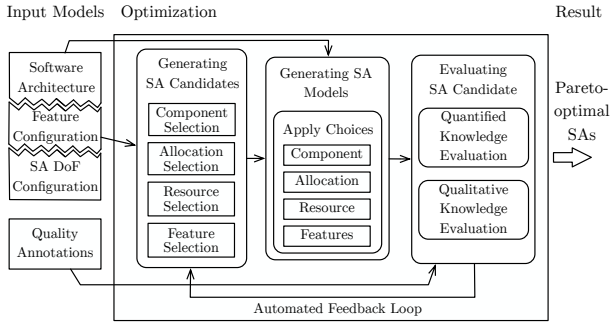 Input Models
Optimization
Result
Software
Architecture
Feature
Configuration
SA DoF
Configuration
Quality
Annotations
Generating
SA Candidates
Component
Selection
Allocation
Selection
Resource
Selection
Feature
Selection
Generating SA
Models
Apply Choices
Component
Allocation
Resource
Features
Evaluating
SA Candidate
Quantified
Knowledge
Evaluation
Qualitative
Knowledge
Evaluation
Automated Feedback Loop
Pareto-
optimal
SAs